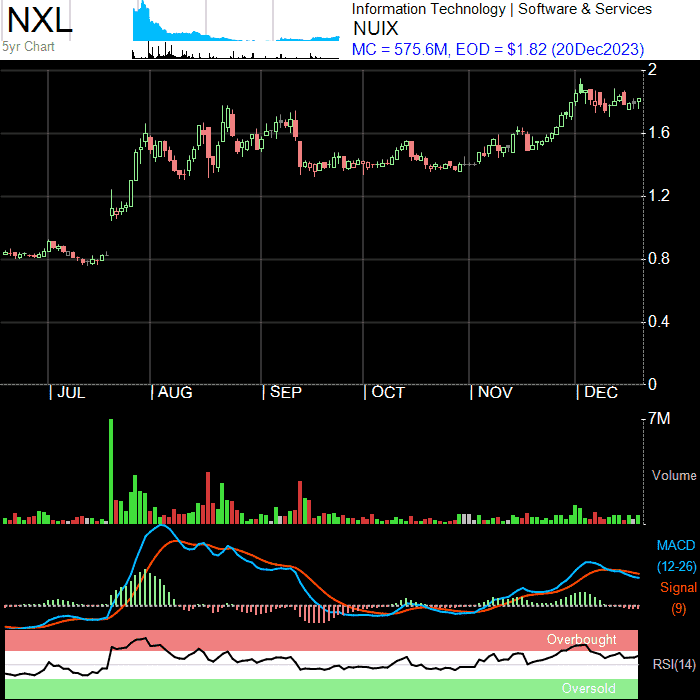 NXL
5yr Chart
Information Technology | Software & Services
NUIX
MC = 575.6M, EOD = $1.82 (20Dec2023)
2
1.6
1.2
0.8
0.4
0
| JUL | AUG | SEP | OCT | NOV | DEC
7M
Volume
MACD
(12-26)
Signal
(9)
Overbought
RSI(14)
Oversold